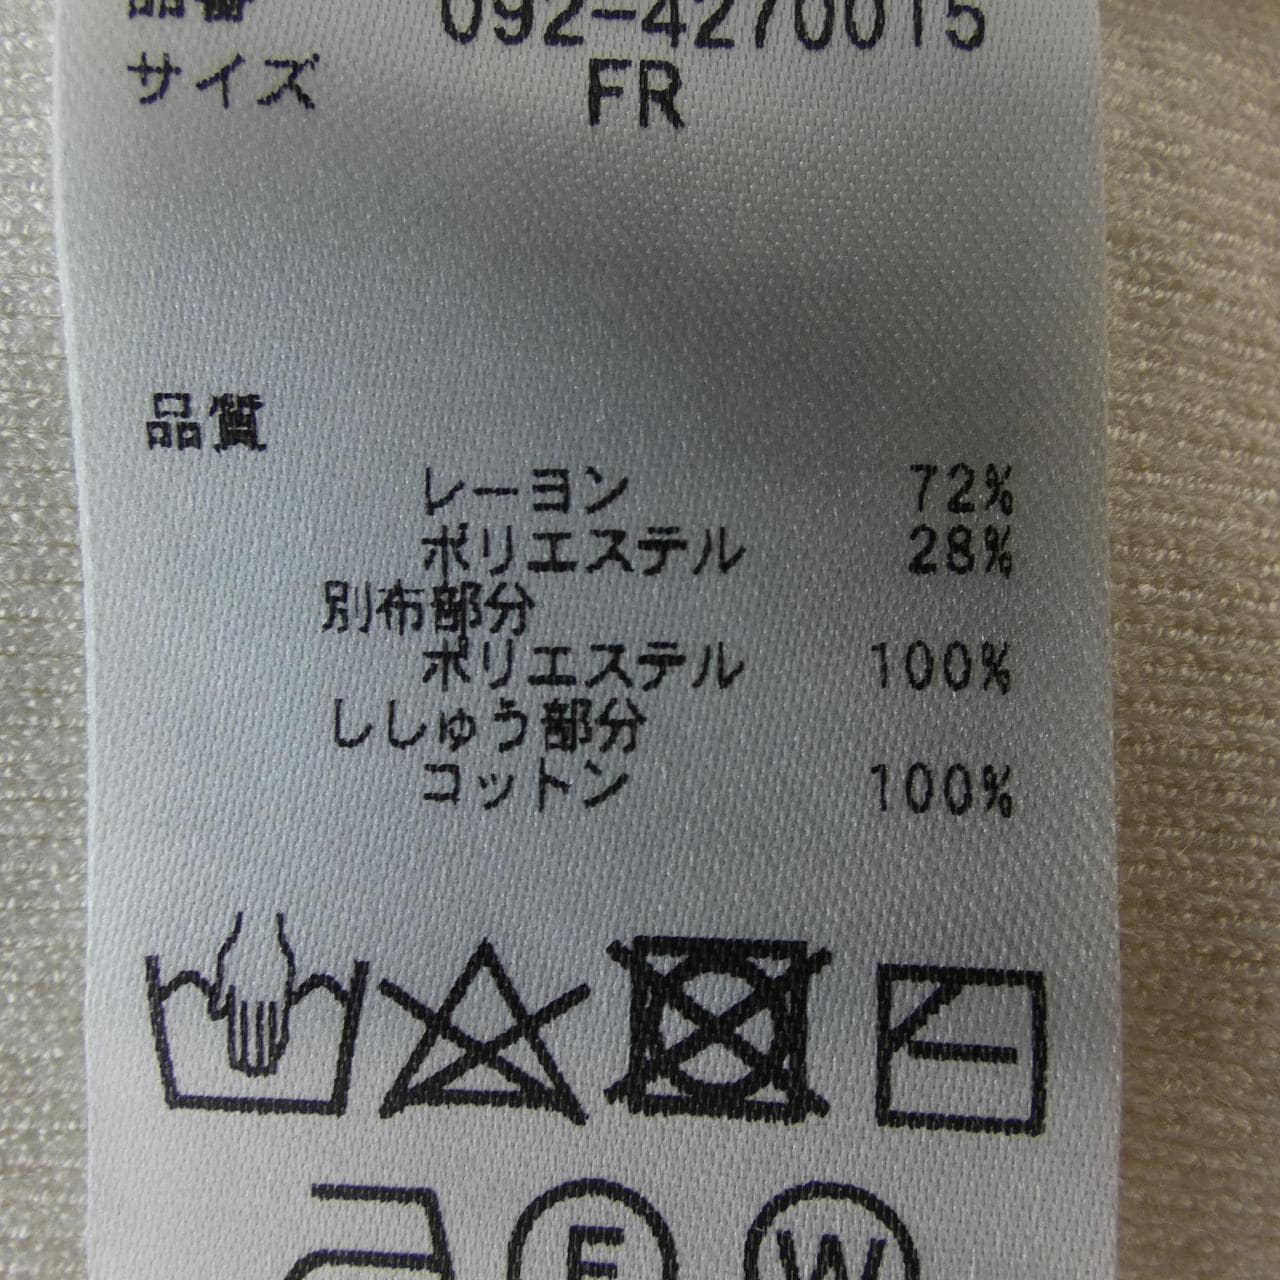 品番 092-4270015
サイズ FR
品質
レーヨン 72%
ポリエステル 28%
別布部分
ポリエステル 100%
ししゅう部分
コットン 100%
F W